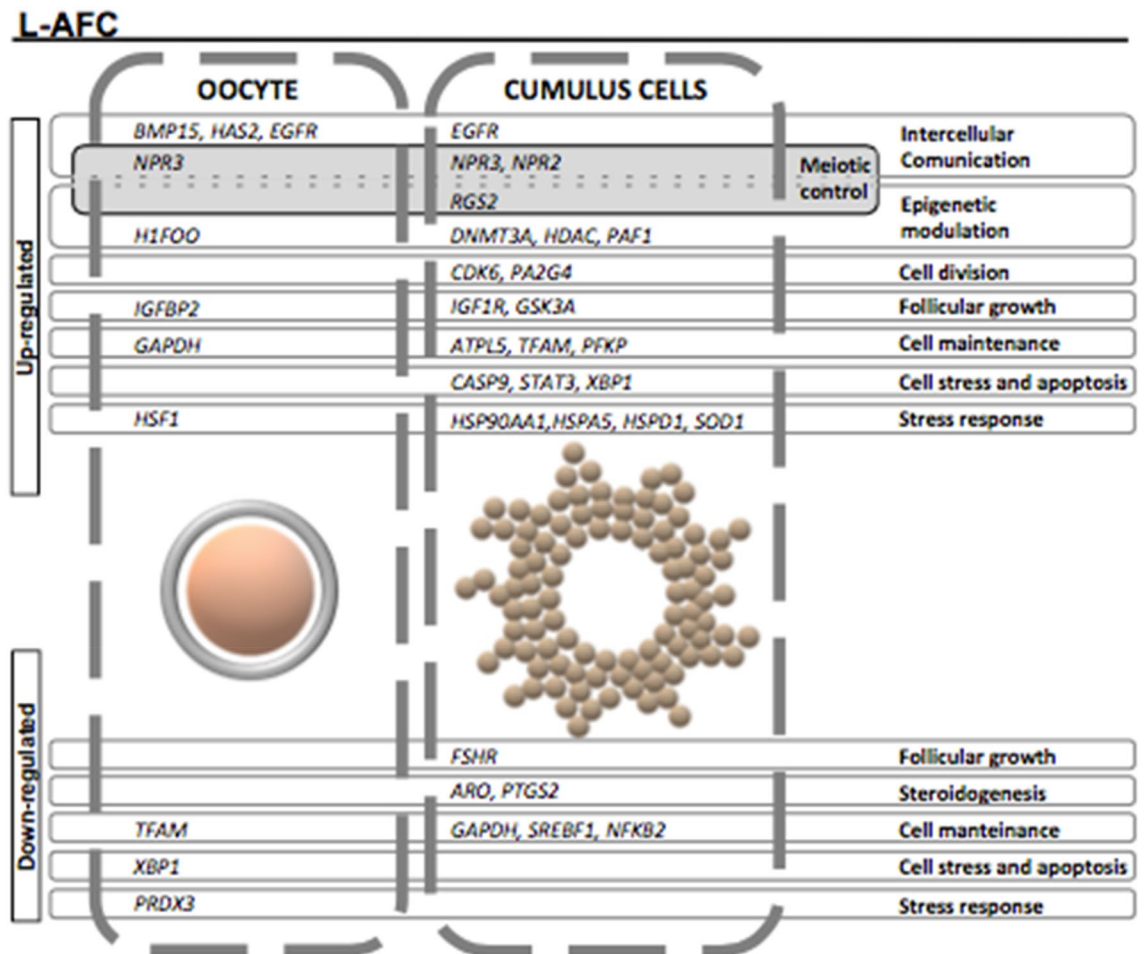 L-AFC
OOCYTE CUMULUS CELLS
BMP15, HAS2, EGFR EGFR Intercellular
NPR3 NPR3, NPR2 Meiotic Comunication
RGS2 control Epigenetic
H1FOO DNMT3A, HDAC, PAF1 modulation
CDK6, PA2G4 Cell division
IGFBP2 IGF1R, GSK3A Follicular growth
GAPDH ATPL5, TFAM, PFKP Cell maintenance
CASP9, STAT3, XBP1 Cell stress and apoptosis
HSF1 HSP90AA1,HSPA5, HSPD1, SOD1 Stress response
Up-regulated
FSHR Follicular growth
ARO, PTGS2 Steroidogenesis
TFAM GAPDH, SREBF1, NFKB2 Cell manteinance
XBP1 Cell stress and apoptosis
PRDX3 Stress response
Down-regulated